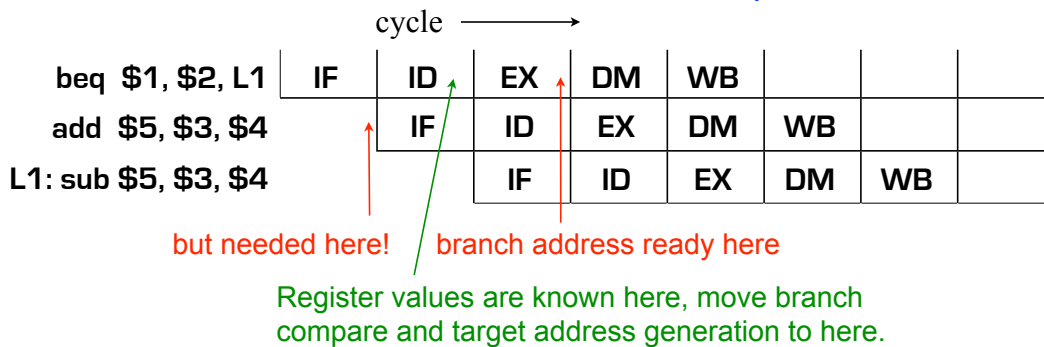 cycle
beq $1, $2, L1 IF ID EX DM WB
add $5, $3, $4 IF ID EX DM WB
L1: sub $5, $3, $4 IF ID EX DM WB
but needed here! branch address ready here
Register values are known here, move branch
compare and target address generation to here.